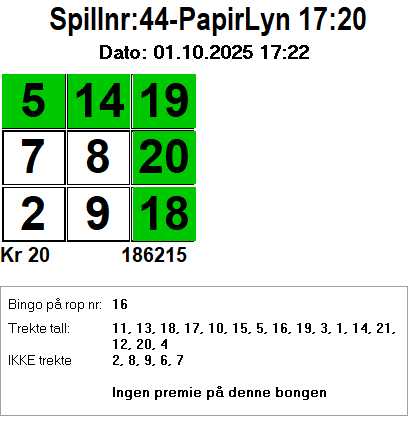 Spillnr:44-PapirLyn 17:20
Dato: 01.10.2025 17:22
5 14 19
7 8 20
2 9 18
Kr 20 186215
Bingo på rop nr: 16
Trekte tall: 11, 13, 18, 17, 10, 15, 5, 16, 19, 3, 1, 14, 21,
12, 20, 4
IKKE trekte 2, 8, 9, 6, 7
Ingen premie på denne bongen